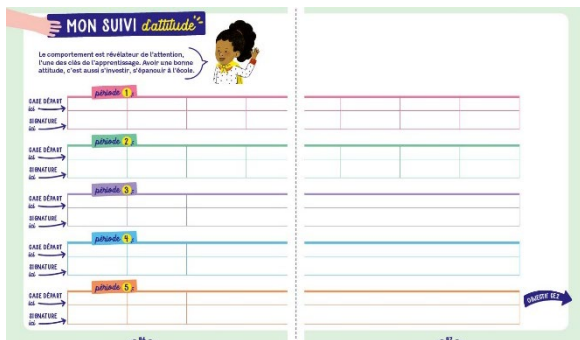 MON SUIVI d'attitude
Le comportement est révélateur de l'attention,
l'une des clés de l'apprentissage. Avoir une bonne
attitude, c'est aussi s'investir, s'épanouir à l'école.
période 1
CASE DÉPART
ici
SIGNATURE
ici
période 2
CASE DÉPART
ici
SIGNATURE
ici
période 3
CASE DÉPART
ici
SIGNATURE
ici
période 4
CASE DÉPART
ici
SIGNATURE
ici
période 5
CASE DÉPART
ici
SIGNATURE
ici
OBJECTIF ICI